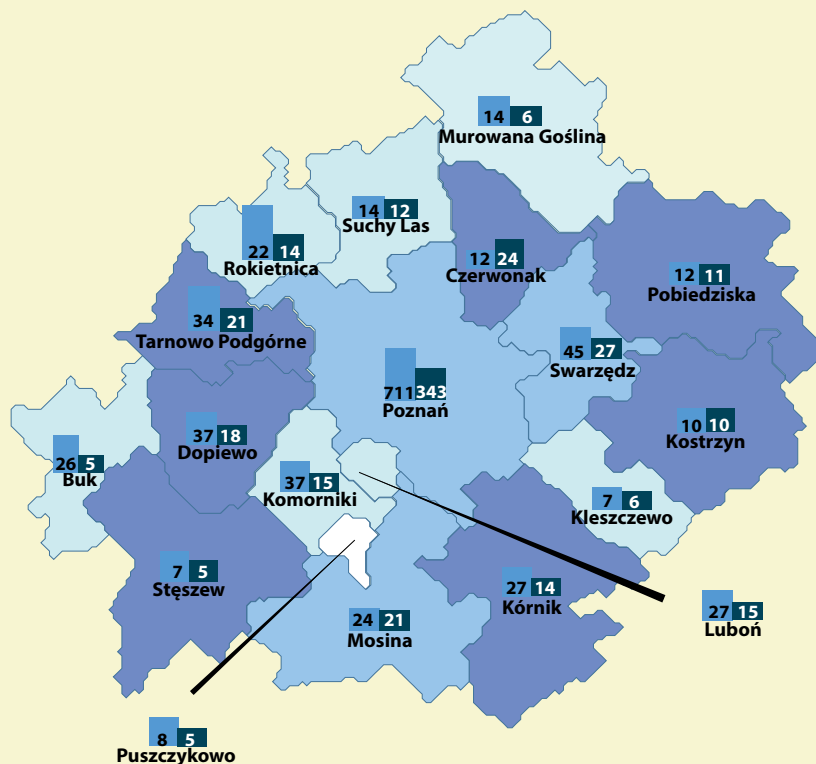 14 6
Murowana Goślina
14 12
Suchy Las
22 14
Rokietnica
12 24
Czerwonak
12 11
Pobiedziska
34 21
Tarnowo Podgórne
45 27
Swarzędz
711 343
Poznań
37 18
Dopiewo
10 10
Kostrzyn
26 5
Buk
37 15
Komorniki
7 6
Kleszczewo
7 5
Stęszew
27 14
Kórnik
27 15
Luboń
24 21
Mosina
8 5
Puszczykowo